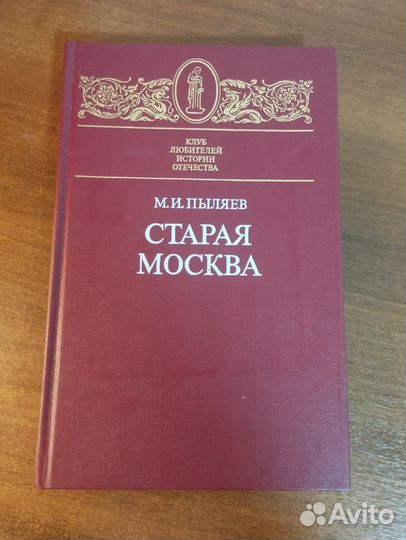 КЛУБ
ЛЮБИТЕЛЕЙ
ИСТОРИИ
ОТЕЧЕСТВА
М.И.ПЫЛЯЕВ
СТАРАЯ
МОСКВА
Avito